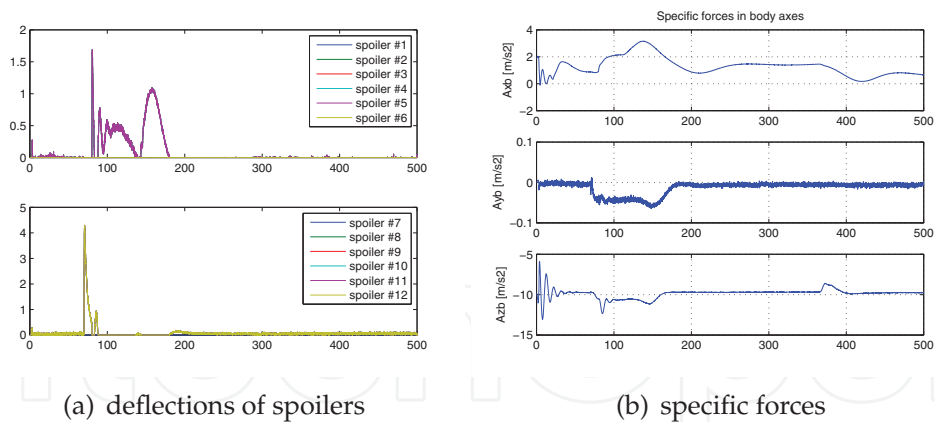 2
1.5
1
0.5
0
0 100 200 300 400 500
spoiler #1
spoiler #2
spoiler #3
spoiler #4
spoiler #5
spoiler #6
5
4
3
2
1
0
0 100 200 300 400 500
spoiler #7
spoiler #8
spoiler #9
spoiler #10
spoiler #11
spoiler #12
(a) deflections of spoilers
Specific forces in body axes
Axb [m/s2]
4
2
0
−2
0 100 200 300 400 500
Ayb [m/s2]
0.1
0
−0.1
0 100 200 300 400 500
Azb [m/s2]
−5
−10
−15
0 100 200 300 400 500
(b) specific forces